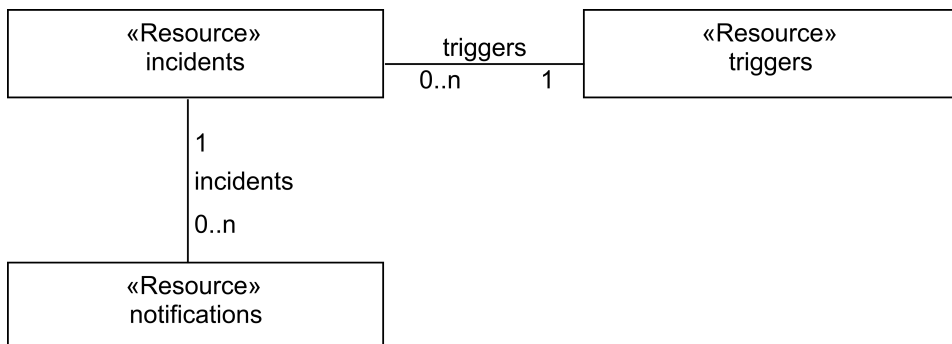 «Resource»
incidents
triggers
0..n
1
«Resource»
triggers
1
incidents
0..n
«Resource»
notifications